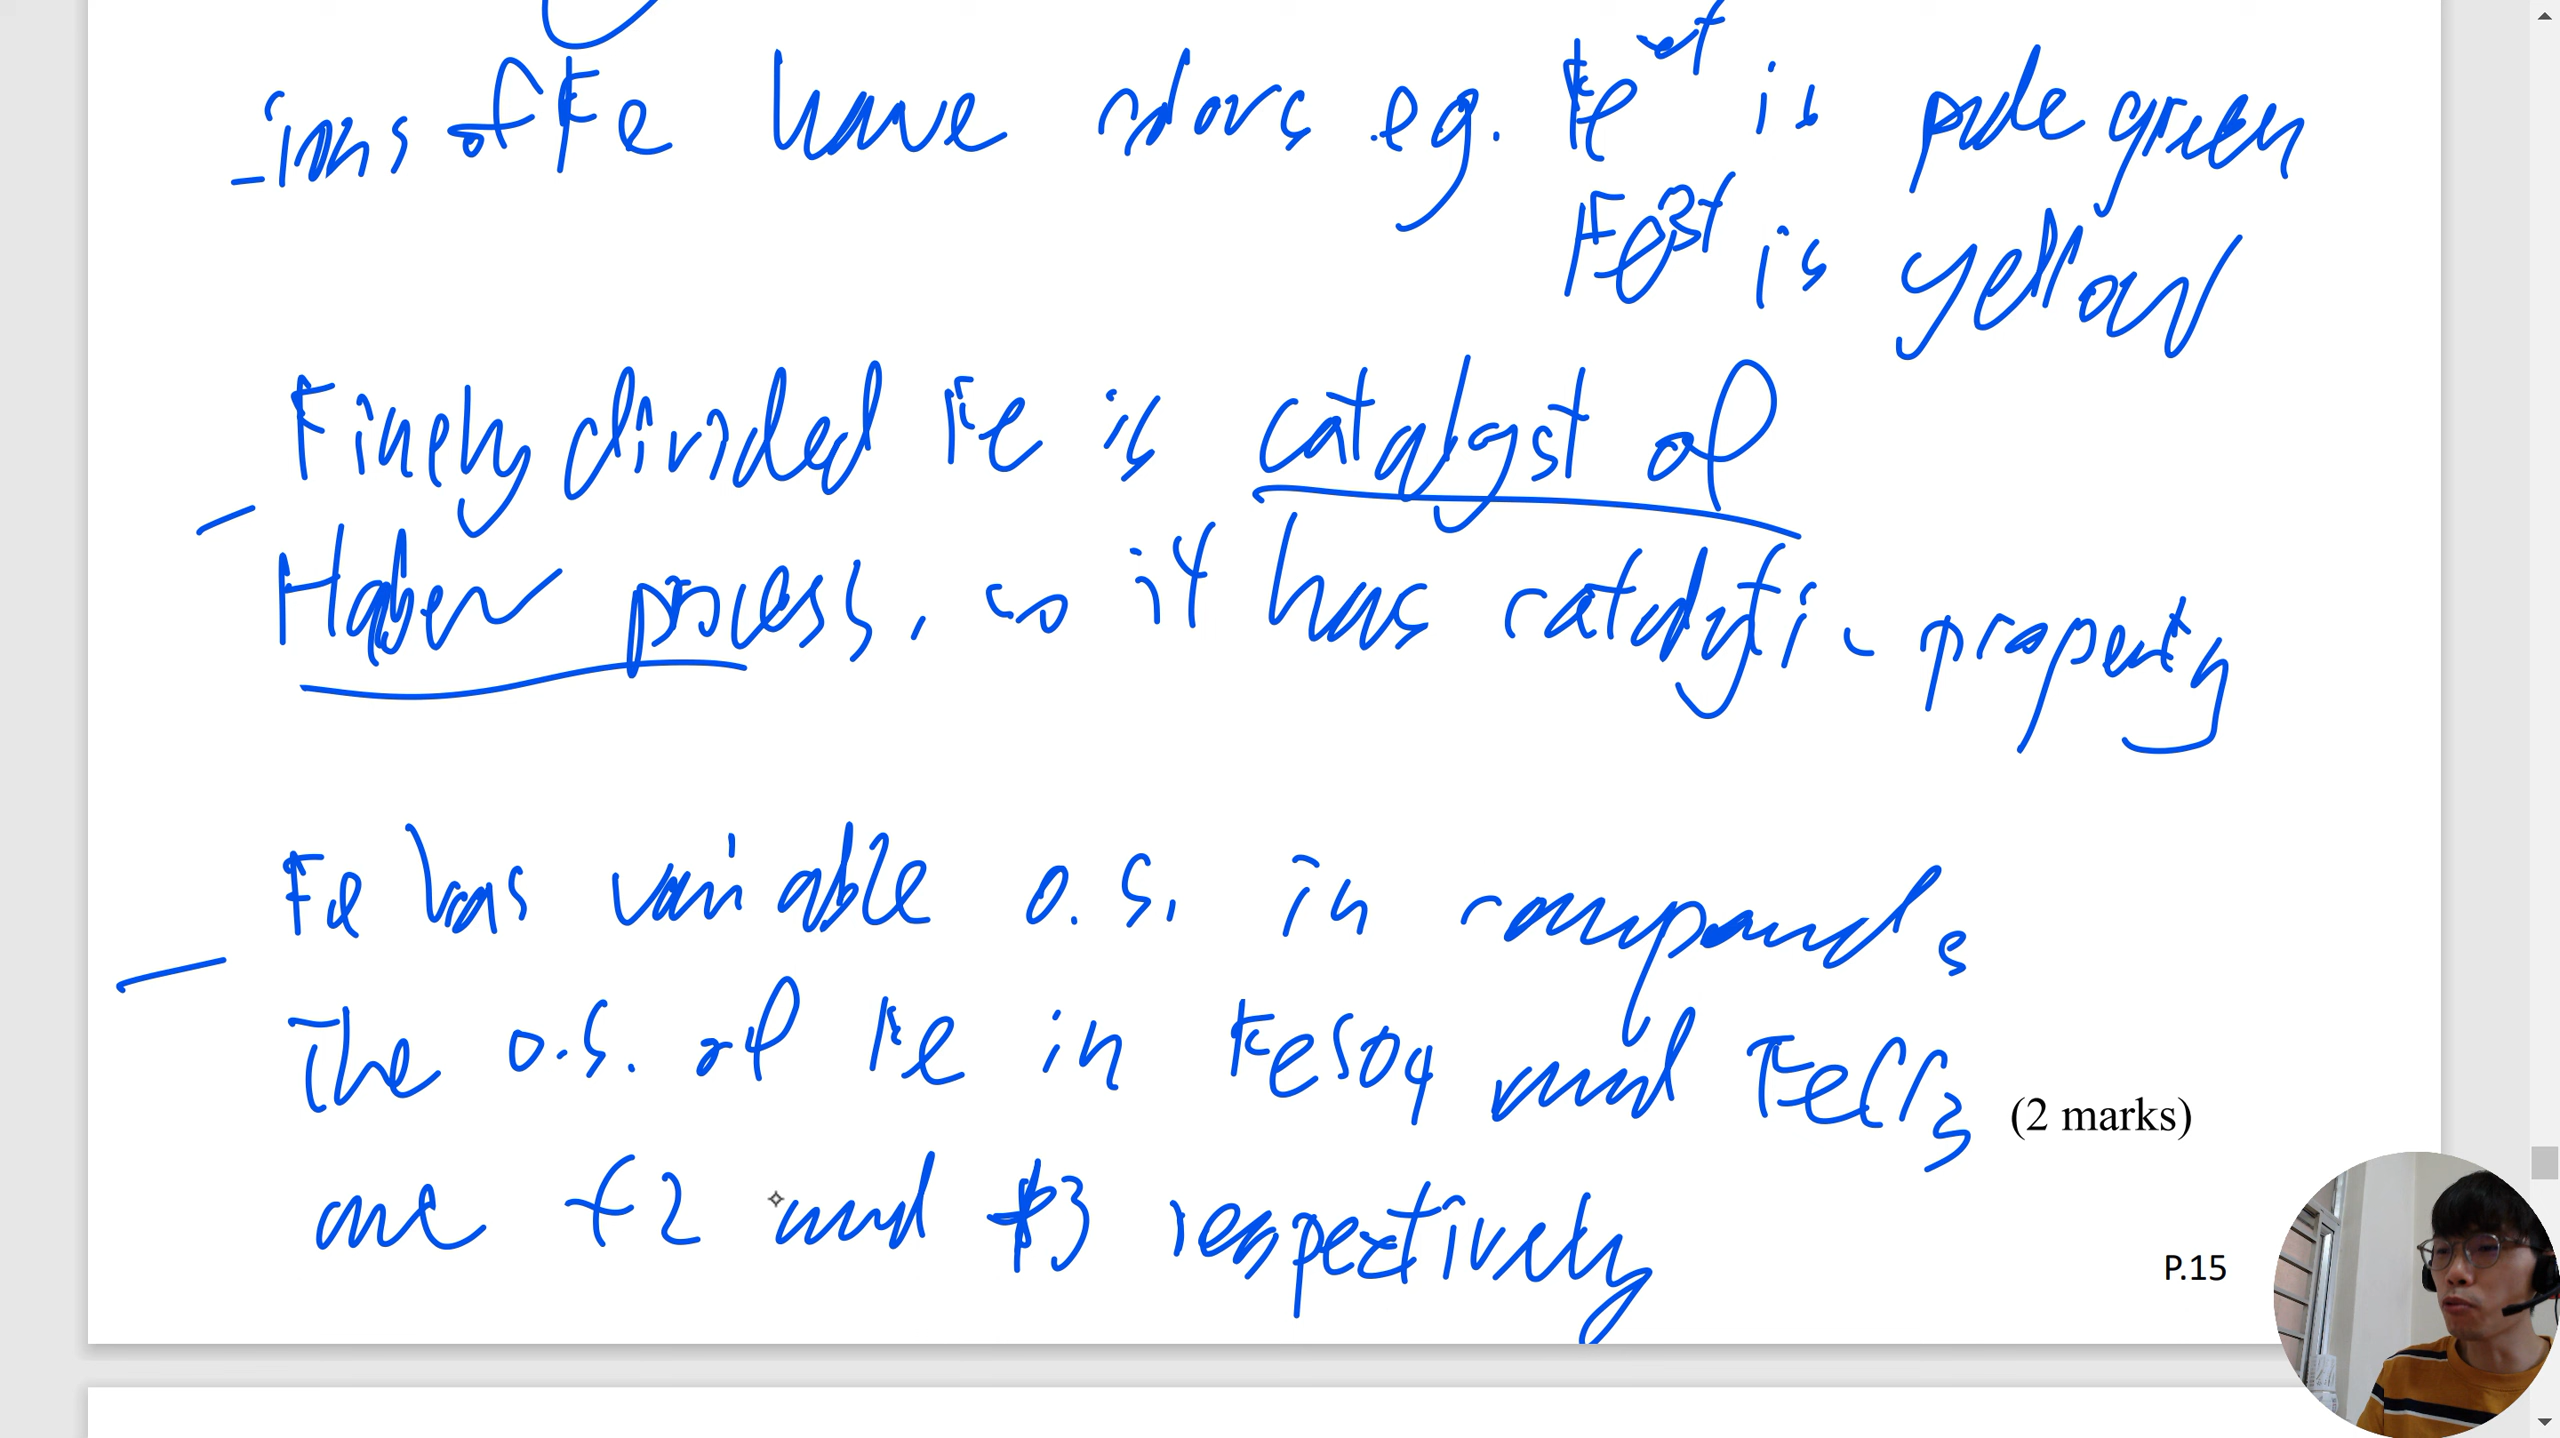 - ions of Fe have colors e.g. Fe2+ is pale green
Fe3+ is yellow
- Finely divided Fe is catalyst of
Haber process, so it has catalytic property
- Fe has variable o.s. in compounds
The o.s. of Fe in FeSO4 and FeCl3
(2 marks)
are +2 and +3 respectively
P.15